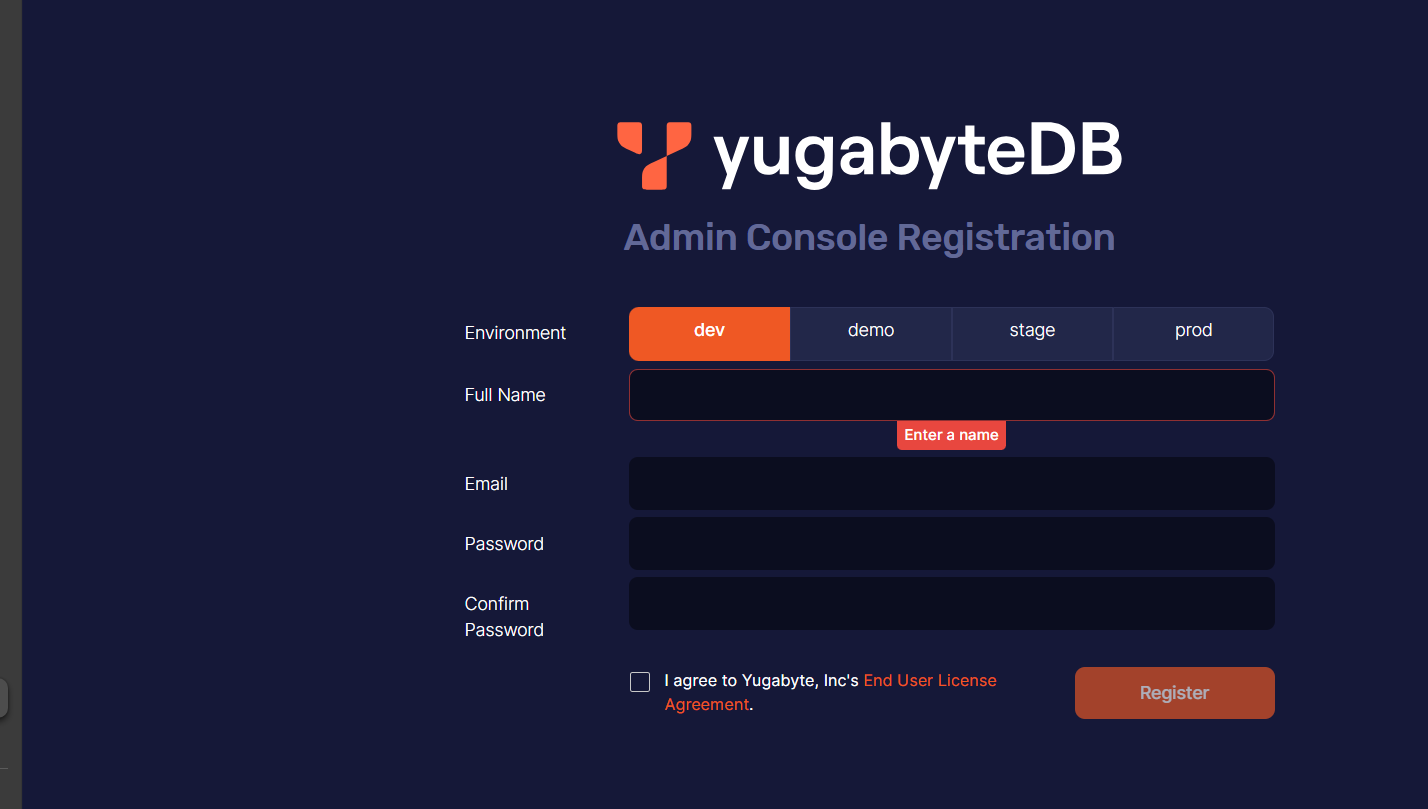 yugabyteDB
Admin Console Registration
Environment
dev demo stage prod
Full Name
Enter a name
Email
Password
Confirm
Password
I agree to Yugabyte, Inc's End User License
Agreement.
Register